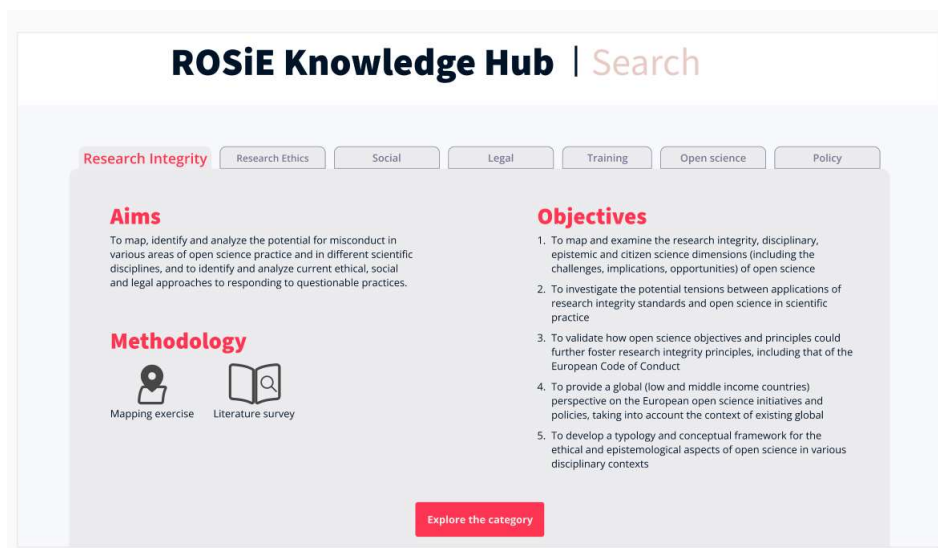 ROSiE Knowledge Hub | Search
Research Integrity
Research Ethics
Social
Legal
Training
Open science
Policy
Aims
To map, identify and analyze the potential for misconduct in
various areas of open science practice and in different scientific
disciplines, and to identify and analyze current ethical, social
and legal approaches to responding to questionable practices.
Methodology
Mapping exercise
Literature survey
Objectives
1. To map and examine the research integrity, disciplinary,
epistemic and citizen science dimensions (including the
challenges, implications, opportunities) of open science
2. To investigate the potential tensions between applications of
research integrity standards and open science in scientific
practice
3. To validate how open science objectives and principles could
further foster research integrity principles, including that of the
European Code of Conduct
4. To provide a global (low and middle income countries)
perspective on the European open science initiatives and
policies, taking into account the context of existing global
5. To develop a typology and conceptual framework for the
ethical and epistemological aspects of open science in various
disciplinary contexts
Explore the category